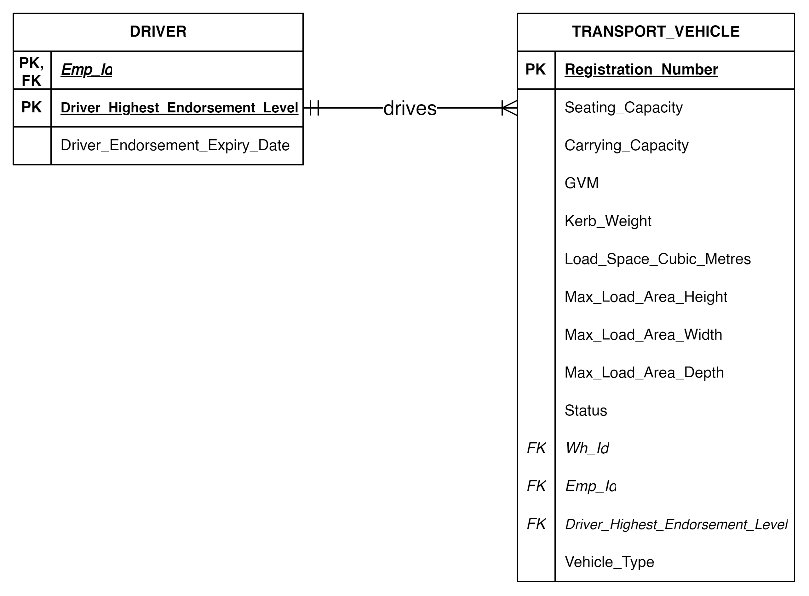 DRIVER
PK, FK Emp_Id
PK Driver_Highest_Endorsement_Level
Driver_Endorsement_Expiry_Date
drives
TRANSPORT_VEHICLE
PK Registration_Number
Seating_Capacity
Carrying_Capacity
GVM
Kerb_Weight
Load_Space_Cubic_Metres
Max_Load_Area_Height
Max_Load_Area_Width
Max_Load_Area_Depth
Status
FK Wh_Id
FK Emp_Id
FK Driver_Highest_Endorsement_Level
Vehicle_Type